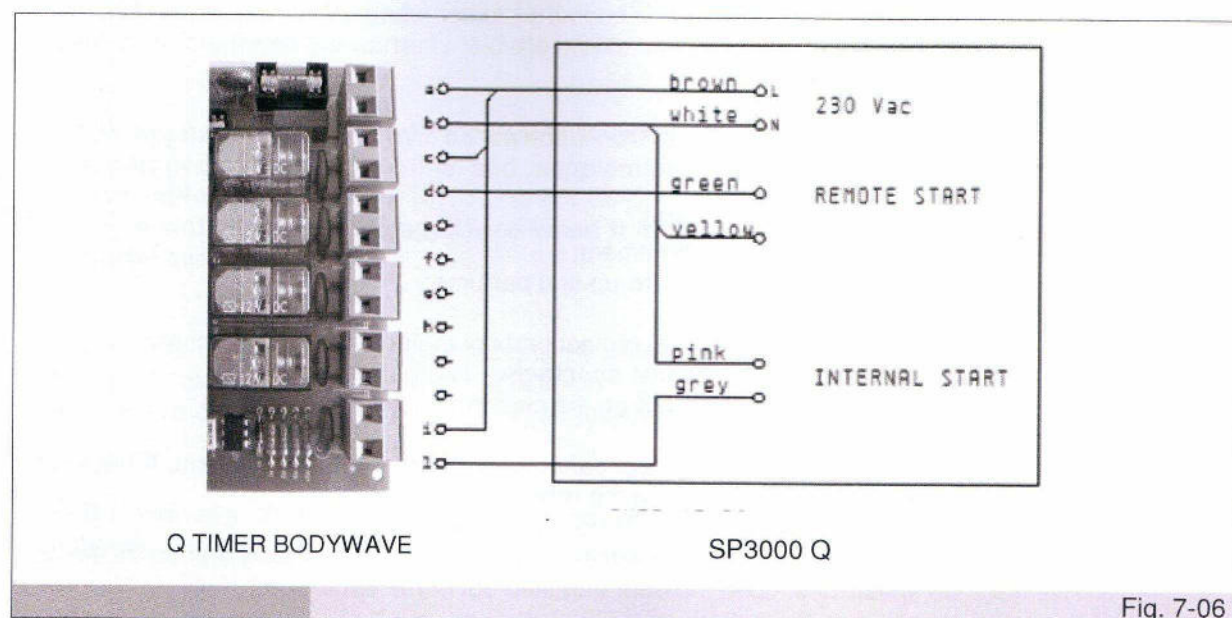 a brown L
230 Vac
b white N
c
d green
REMOTE START
e yellow
f
h
pink
INTERNAL START
grey
i
l
Q TIMER BODYWAVE
SP3000 Q
Fig. 7-06